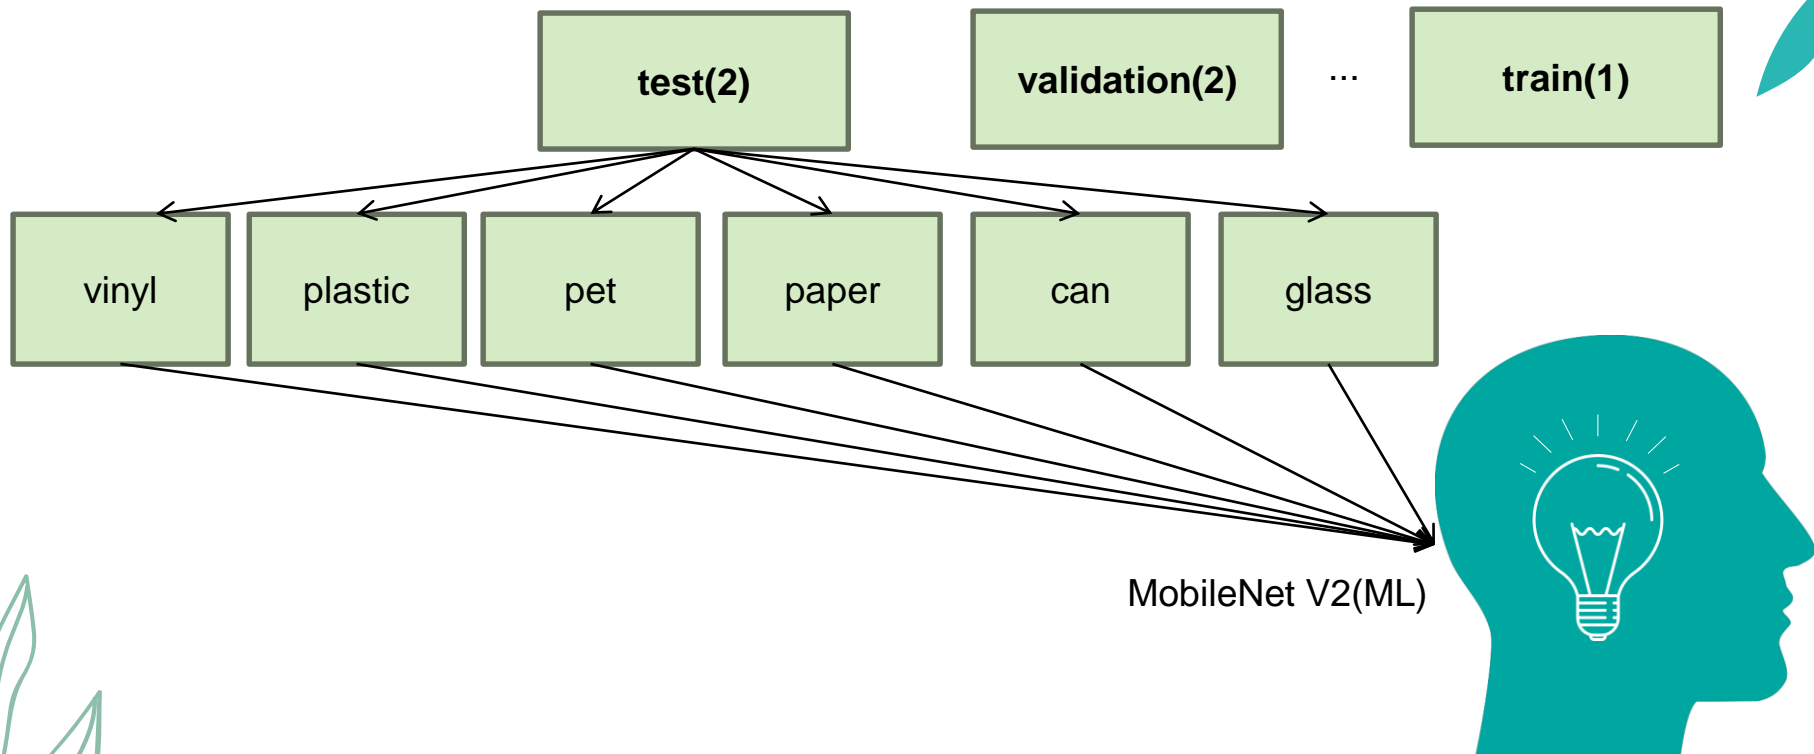 test(2)
validation(2)
...
train(1)
vinyl
plastic
pet
paper
can
glass
MobileNet V2(ML)